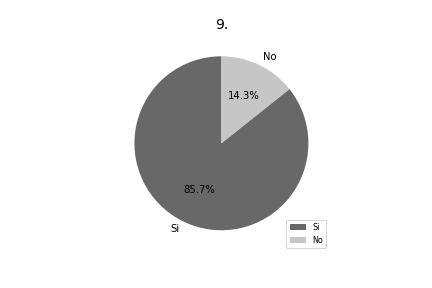 9.
No
14.3%
85.7%
Si
Si
No